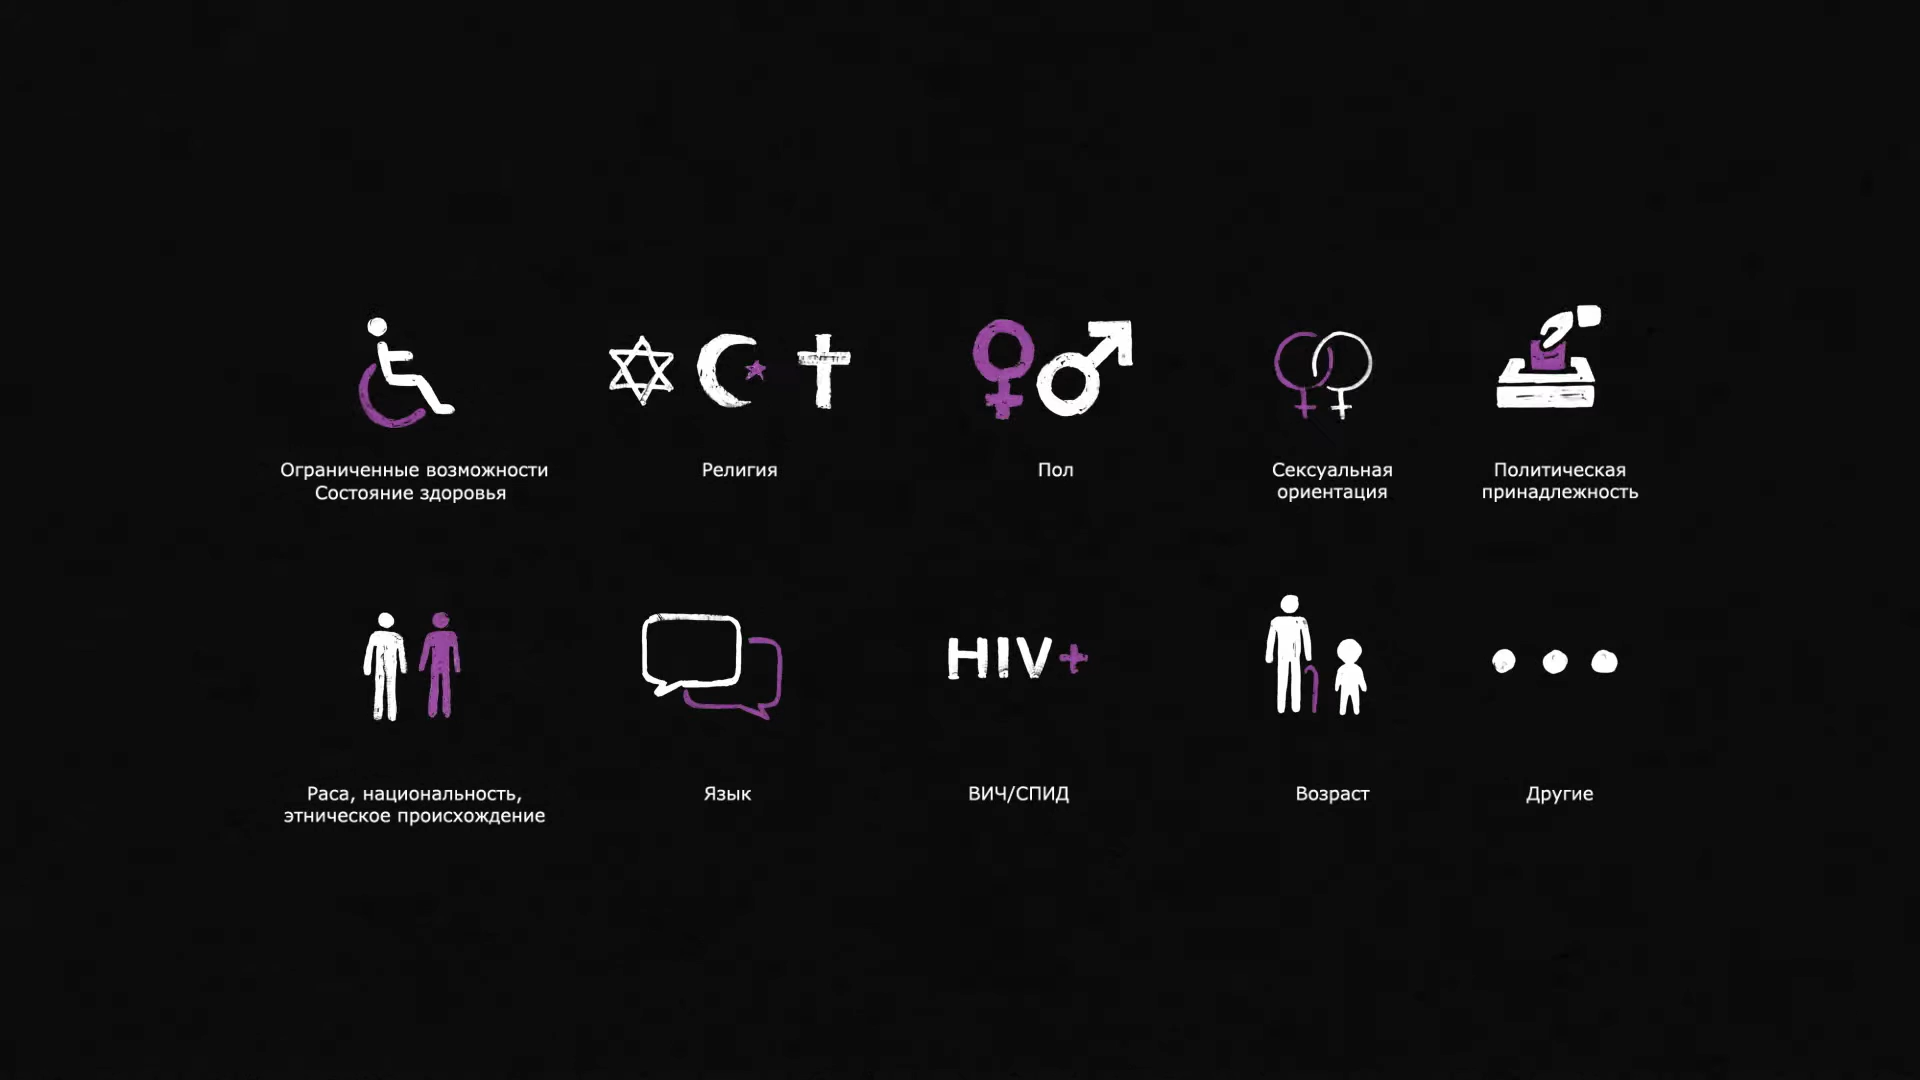 Ограниченные возможности
Состояние здоровья
Религия
Пол
Сексуальная
ориентация
Политическая
принадлежность
HIV+
Раса, национальность,
этническое происхождение
Язык
ВИЧ/СПИД
Возраст
Другие